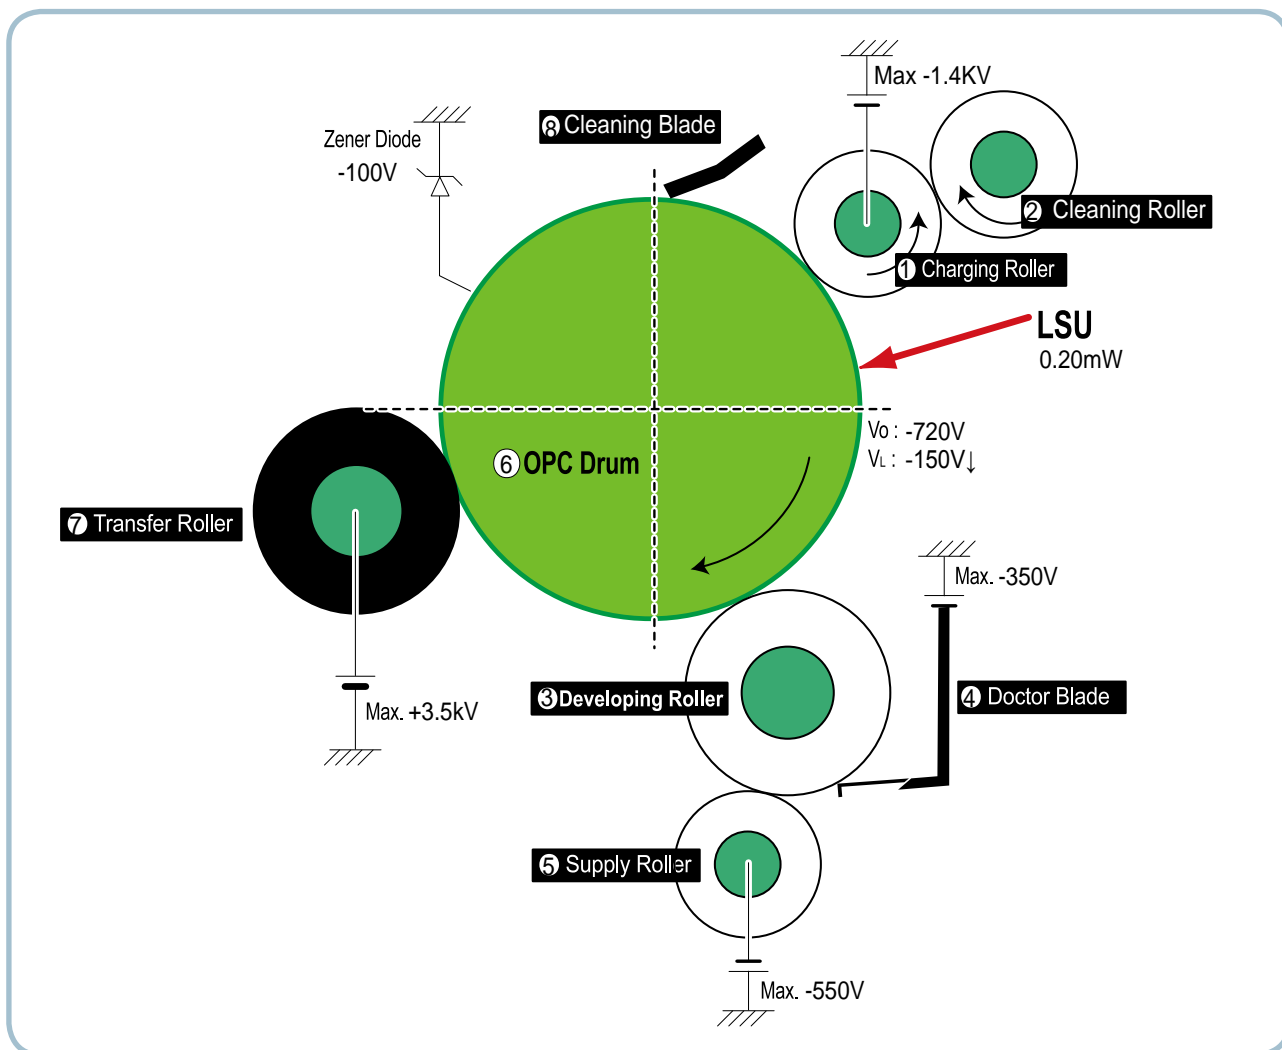 Max -1.4KV
⑧ Cleaning Blade
Zener Diode
-100V
② Cleaning Roller
① Charging Roller
LSU
0.20mW
Vo : -720V
VL : -150V↓
⑥ OPC Drum
⑦ Transfer Roller
Max. -350V
③ Developing Roller
④ Doctor Blade
Max. +3.5kV
⑤ Supply Roller
Max. -550V